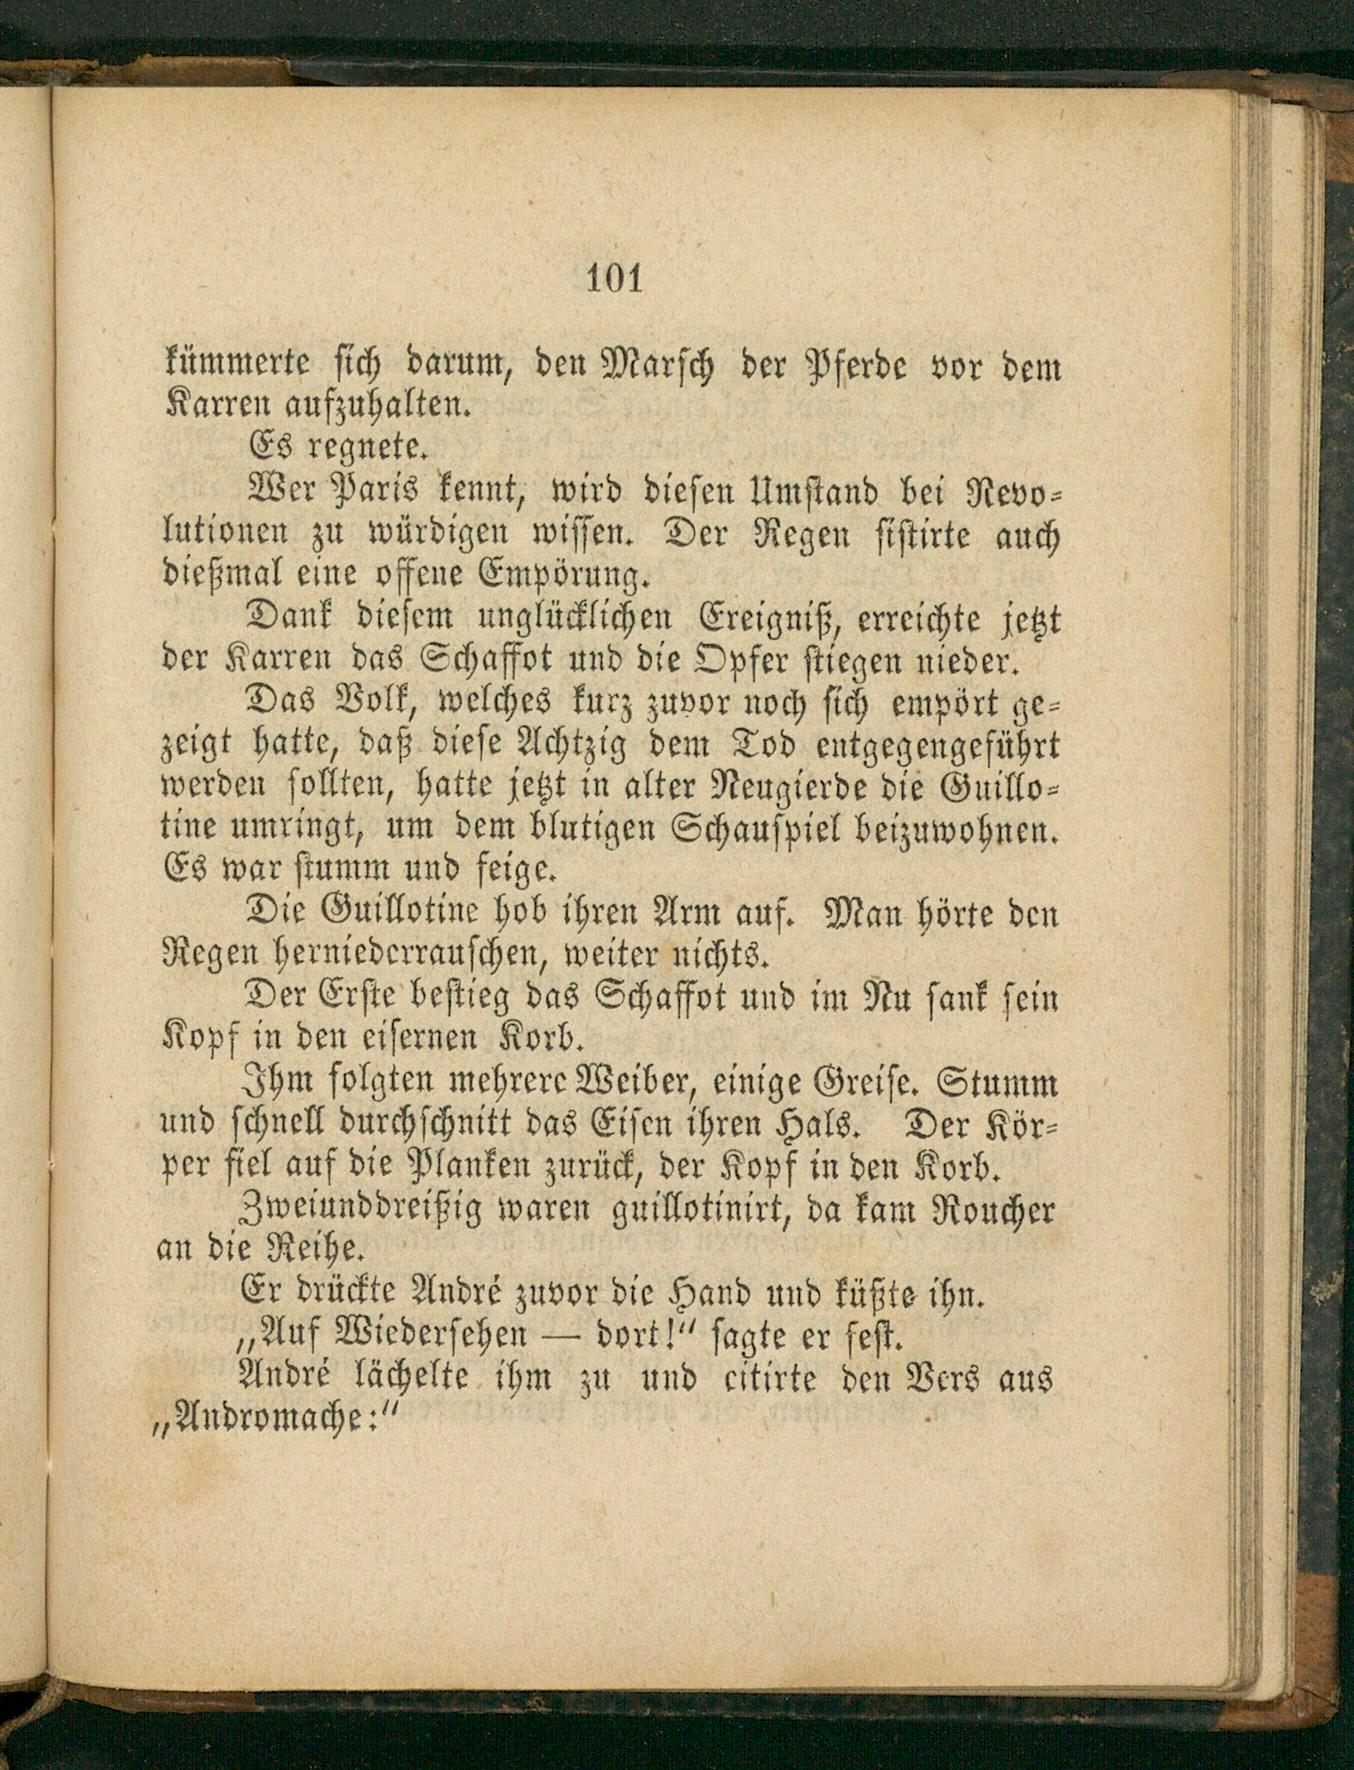 101
kümmerte sich darum, den Marsch der Pferde vor dem
Karren aufzuhalten.
Es regnete.
Wer Paris kennt, wird diesen Umstand bei Revo-
lutionen zu würdigen wissen. Der Regen sistirte auch
dießmal eine offene Empörung.
Dank diesem unglücklichen Ereigniß, erreichte jetzt
der Karren das Schaffot und die Opfer stiegen nieder.
Das Volk, welches kurz zuvor noch sich empört ge-
zeigt hatte, daß diese Achtzig dem Tod entgegengeführt
werden sollten, hatte jetzt in alter Neugierde die Guillo-
tine umringt, um dem blutigen Schauspiel beizuwohnen.
Es war stumm und feige.
Die Guillotine hob ihren Arm auf. Man hörte den
Regen herniederrauschen, weiter nichts.
Der Erste bestieg das Schaffot und im Nu sank sein
Kopf in den eisernen Korb.
Ihm folgten mehrere Weiber, einige Greise. Stumm
und schnell durchschnitt das Eisen ihren Hals. Der Kör-
per fiel auf die Planken zurück, der Kopf in den Korb.
Zweiunddreißig waren guillotinirt, da kam Roucher
an die Reihe.
Er drückte André zuvor die Hand und küßte ihn.
„Auf Wiedersehen — dort!“ sagte er fest.
André lächelte ihm zu und citirte den Vers aus
„Andromache:“